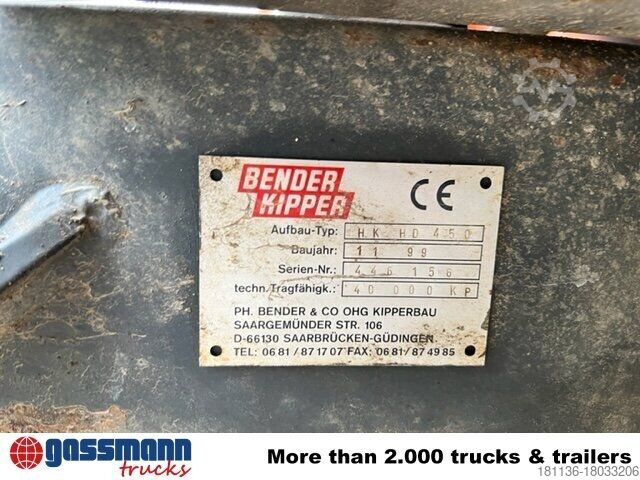 BENDER
KIPPER
CE
Aufbau-Typ: HK HD 450
Baujahr: 11 99
Serien-Nr.: 446 156
techn.Tragfähigk.: 40 000 KP
PH. BENDER & CO OHG KIPPERBAU
SAARGEMÜNDER STR. 106
D-66130 SAARBRÜCKEN-GÜDINGEN
TEL: 06 81 / 87 17 07 FAX: 06 81 / 87 49 85
gassmann
trucks
More than 2.000 trucks & trailers
181136-18033206